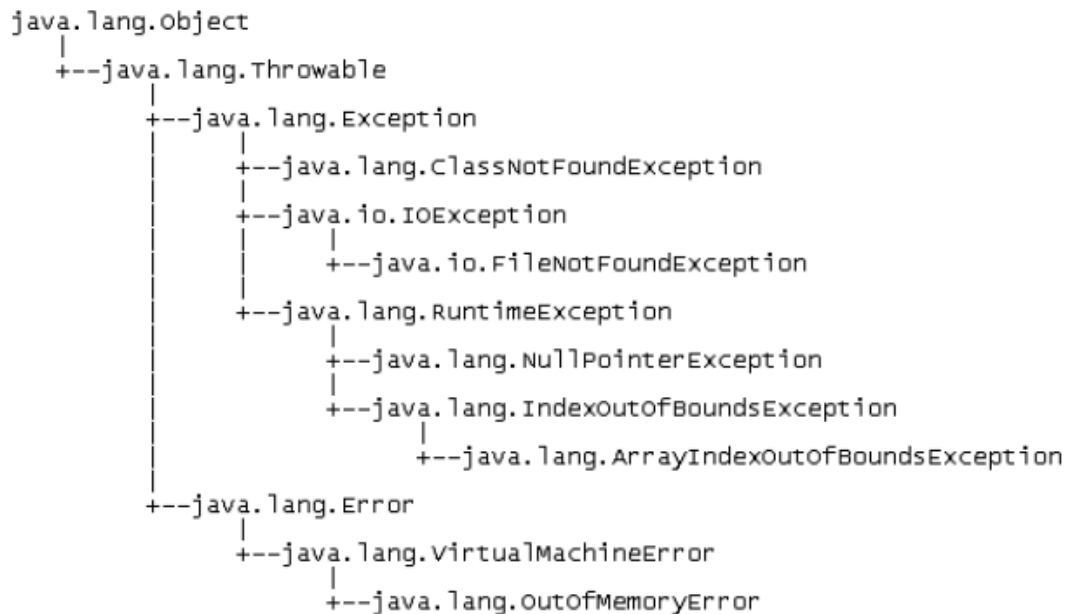 java.lang.Object
+--java.lang.Throwable
+--java.lang.Exception
+--java.lang.ClassNotFoundException
+--java.io.IOException
+--java.io.FileNotFoundException
+--java.lang.RuntimeException
+--java.lang.NullPointerException
+--java.lang.IndexOutOfBoundsException
+--java.lang.ArrayIndexOutOfBoundsException
+--java.lang.Error
+--java.lang.VirtualMachineError
+--java.lang.OutOfMemoryError